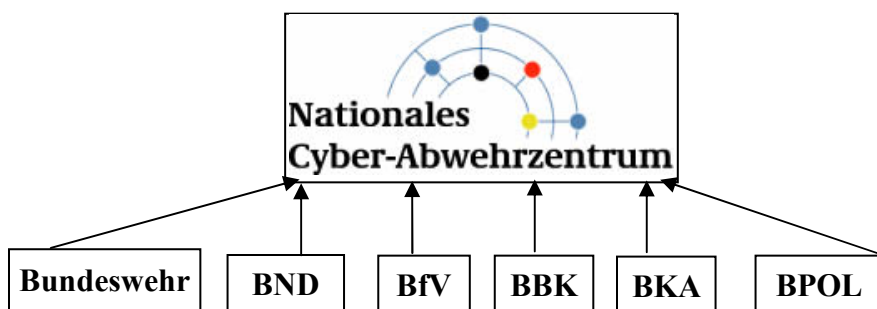 Nationales
Cyber-Abwehrzentrum
Bundeswehr
BND
BfV
BBK
BKA
BPOL